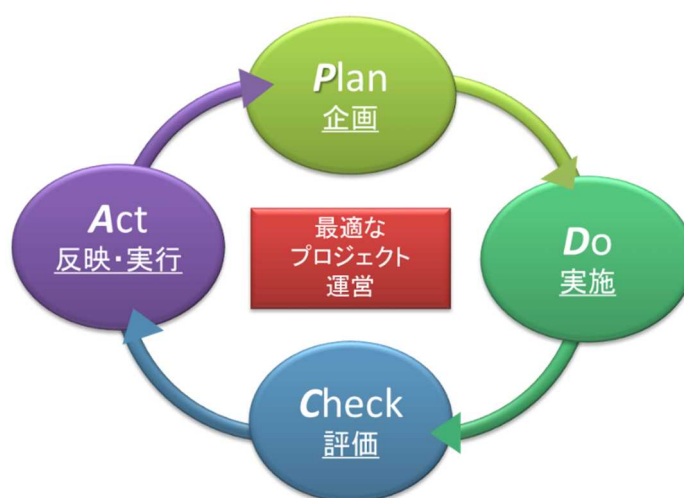 Plan
企画
Do
実施
Check
評価
Act
反映・実行
最適な
プロジェクト
運営